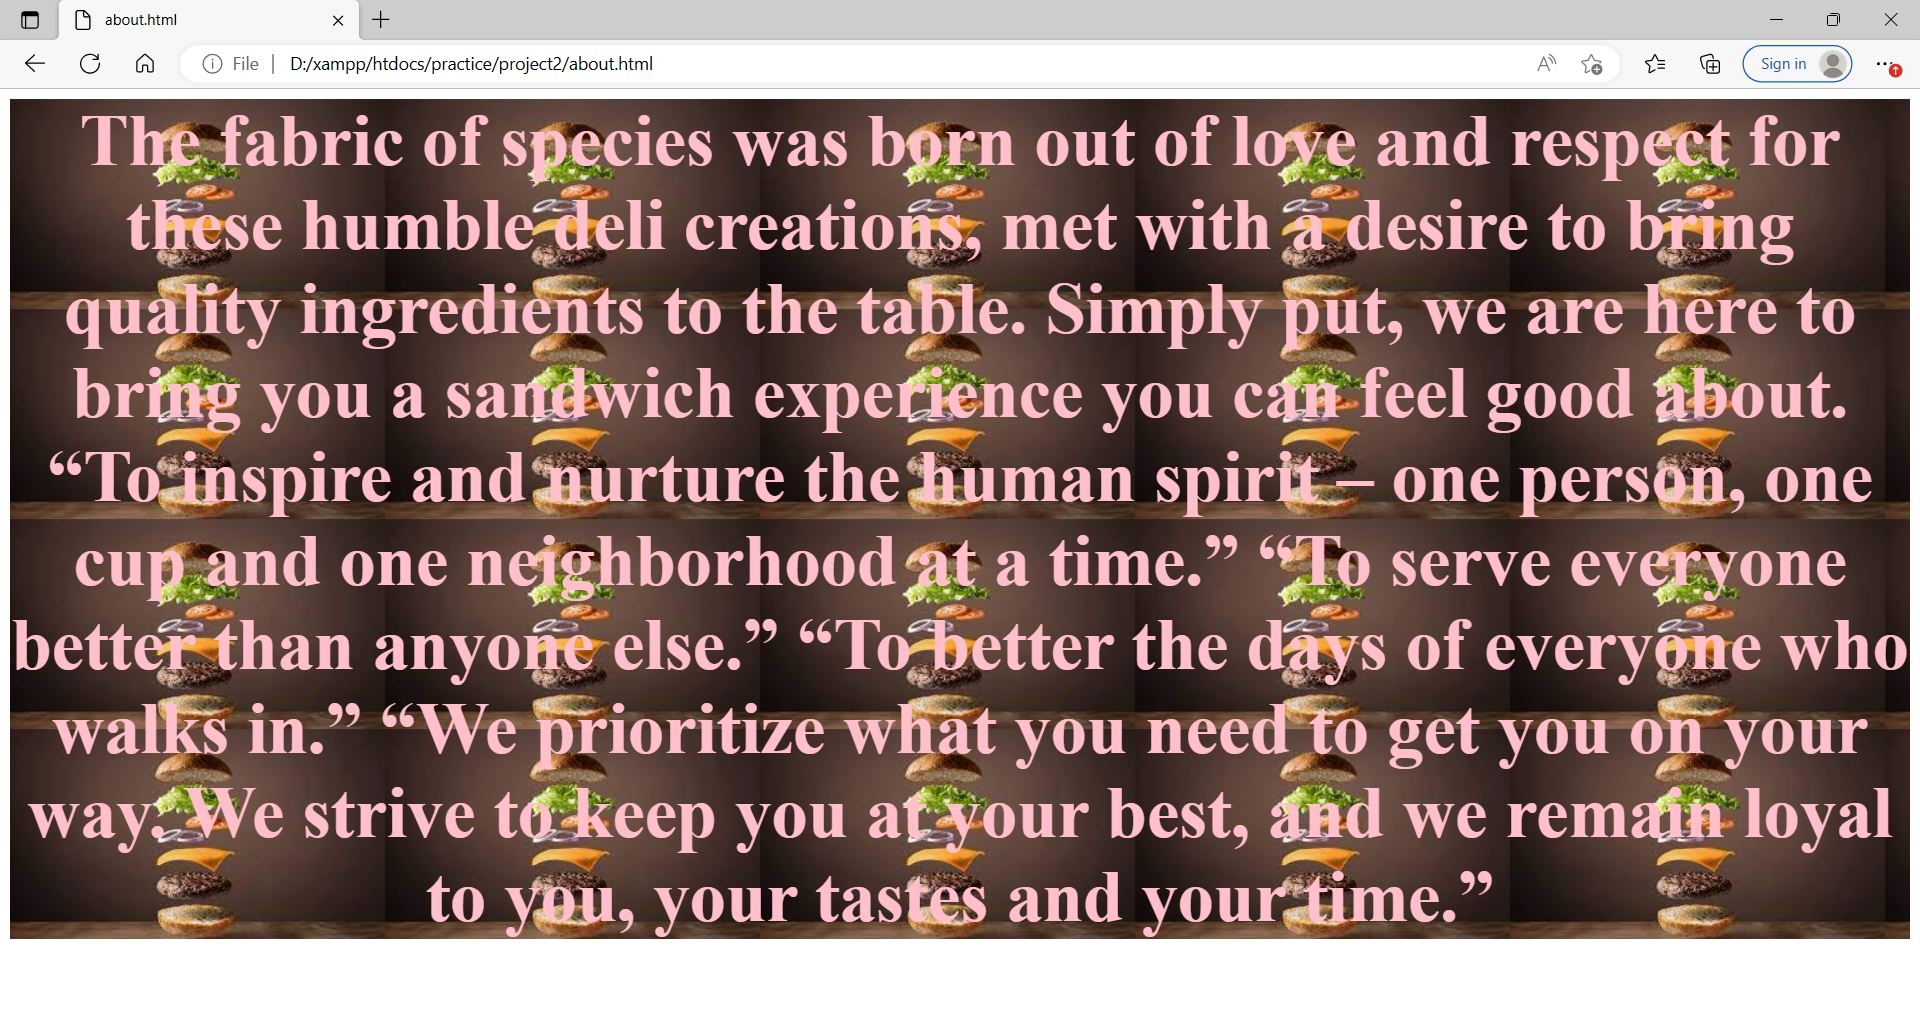 about.html
File
D:/xampp/htdocs/practice/project2/about.html
Sign in
The fabric of species was born out of love and respect for
these humble deli creations, met with a desire to bring
quality ingredients to the table. Simply put, we are here to
bring you a sandwich experience you can feel good about.
“To inspire and nurture the human spirit – one person, one
cup and one neighborhood at a time.” “To serve everyone
better than anyone else.” “To better the days of everyone who
walks in.” “We prioritize what you need to get you on your
way. We strive to keep you at your best, and we remain loyal
to you, your tastes and your time.”